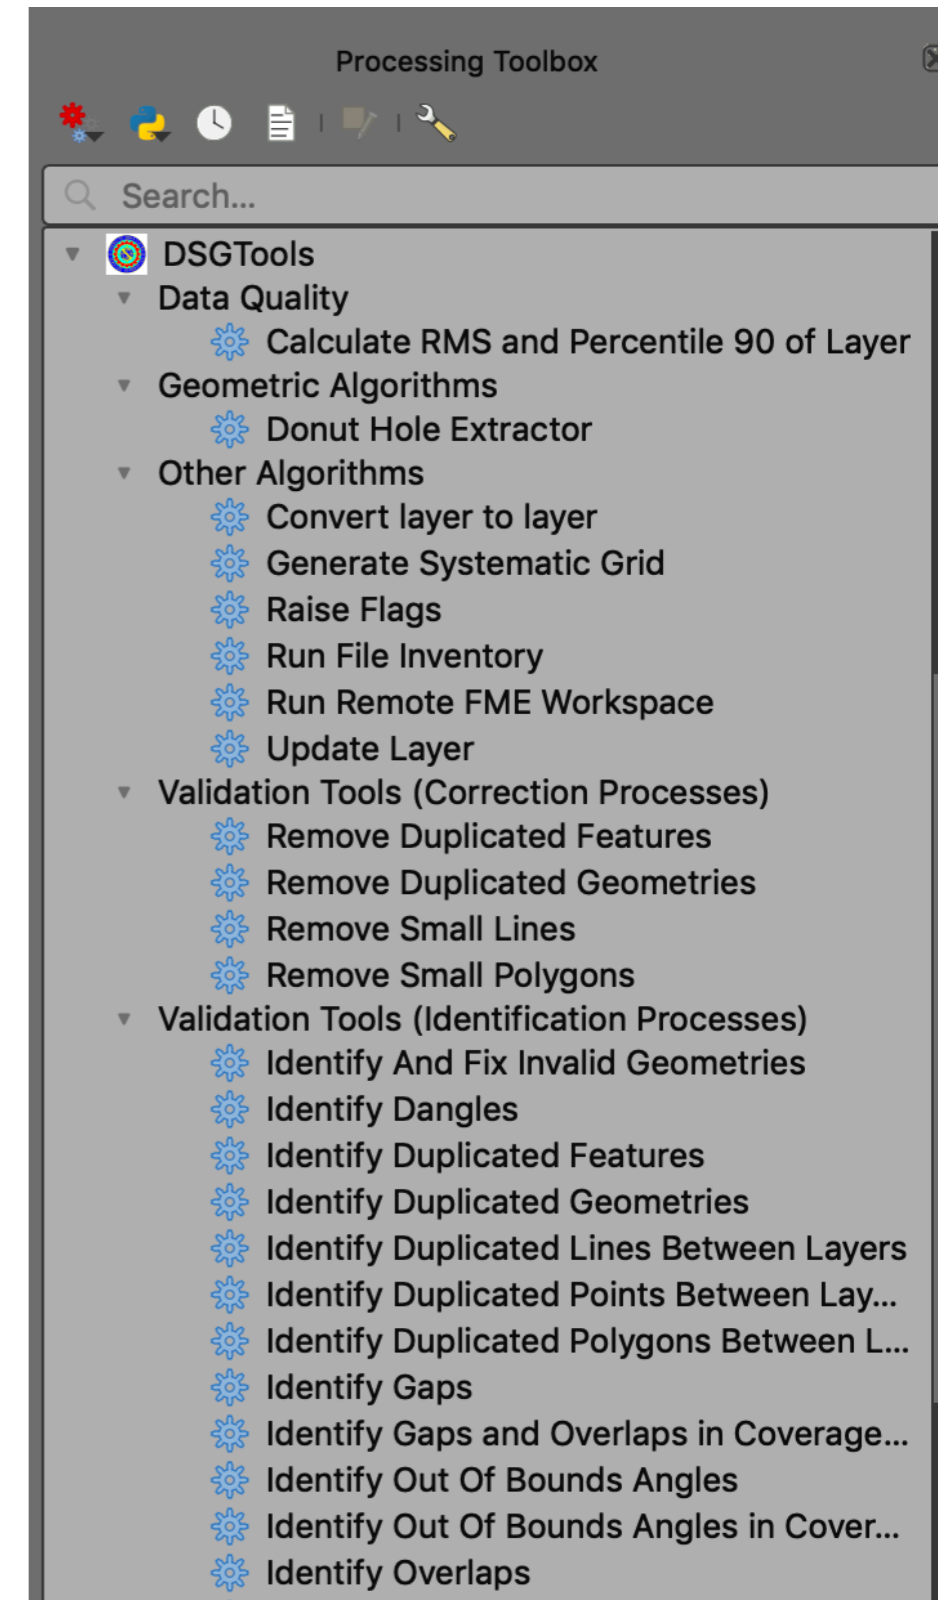 Processing Toolbox
Search...
DSGTools
Data Quality
Calculate RMS and Percentile 90 of Layer
Geometric Algorithms
Donut Hole Extractor
Other Algorithms
Convert layer to layer
Generate Systematic Grid
Raise Flags
Run File Inventory
Run Remote FME Workspace
Update Layer
Validation Tools (Correction Processes)
Remove Duplicated Features
Remove Duplicated Geometries
Remove Small Lines
Remove Small Polygons
Validation Tools (Identification Processes)
Identify And Fix Invalid Geometries
Identify Dangles
Identify Duplicated Features
Identify Duplicated Geometries
Identify Duplicated Lines Between Layers
Identify Duplicated Points Between Lay...
Identify Duplicated Polygons Between L...
Identify Gaps
Identify Gaps and Overlaps in Coverage...
Identify Out Of Bounds Angles
Identify Out Of Bounds Angles in Cover...
Identify Overlaps